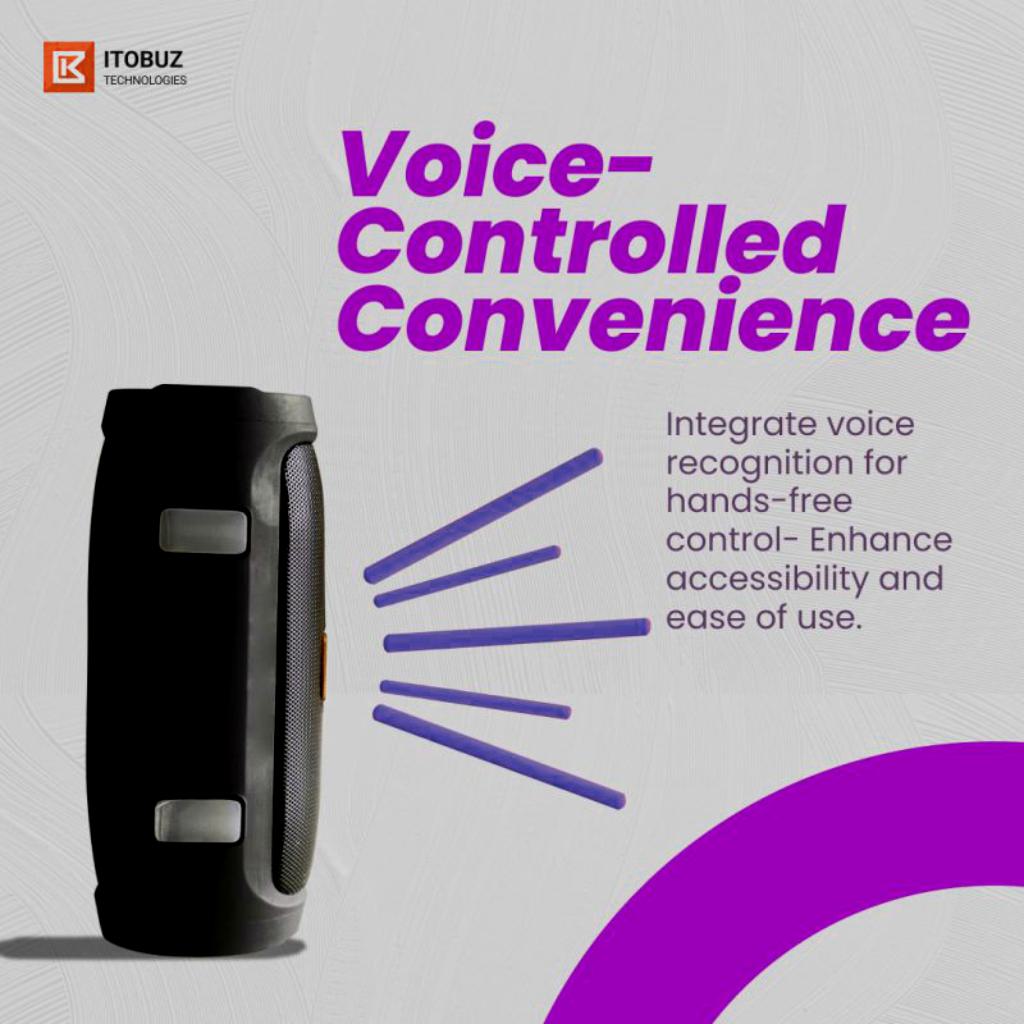 ITOBUZ
TECHNOLOGIES
Voice-
Controlled
Convenience
Integrate voice
recognition for
hands-free
control- Enhance
accessibility and
ease of use.